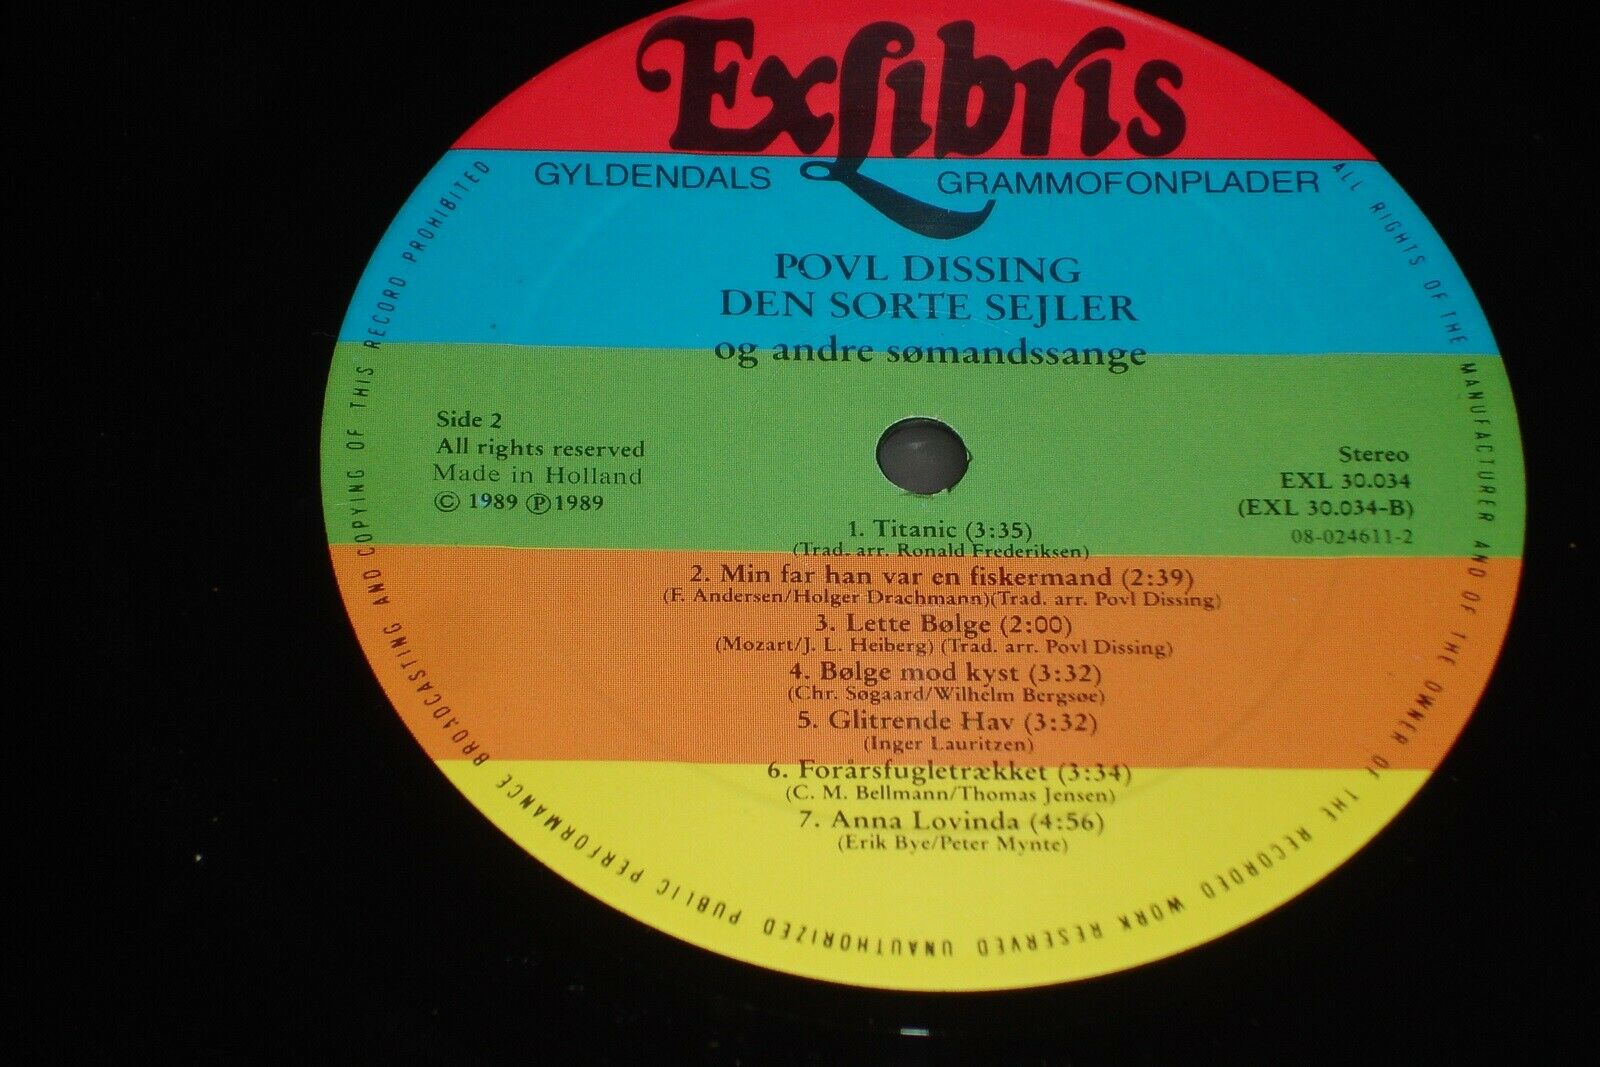 ExLibris
GYLDENDALS GRAMMOFONPLADER
POVL DISSING
DEN SORTE SEJLER
og andre sømandssange
Side 2
All rights reserved
Made in Holland
© 1989 ℗ 1989
Stereo
EXL 30.034
(EXL 30.034-B)
08-024611-2
1. Titanic (3:35)
(Trad. arr. Ronald Frederiksen)
2. Min far han var en fiskermand (2:39)
(F. Andersen/Holger Drachmann)(Trad. arr. Povl Dissing)
3. Lette Bølge (2:00)
(Mozart/J. L. Heiberg) (Trad. arr. Povl Dissing)
4. Bølge mod kyst (3:32)
(Chr. Søgaard/Wilhelm Bergsøe)
5. Glitrende Hav (3:32)
(Inger Lauritzen)
6. Forårsfugletrækket (3:34)
(C. M. Bellmann/Thomas Jensen)
7. Anna Lovinda (4:56)
(Erik Bye/Peter Mynte)
ALL RIGHTS OF THE MANUFACTURER AND OF THE OWNER OF THE RECORDED WORK RESERVED UNAUTHORIZED PUBLIC PERFORMANCE BROADCASTING AND COPYING OF THIS RECORD PROHIBITED